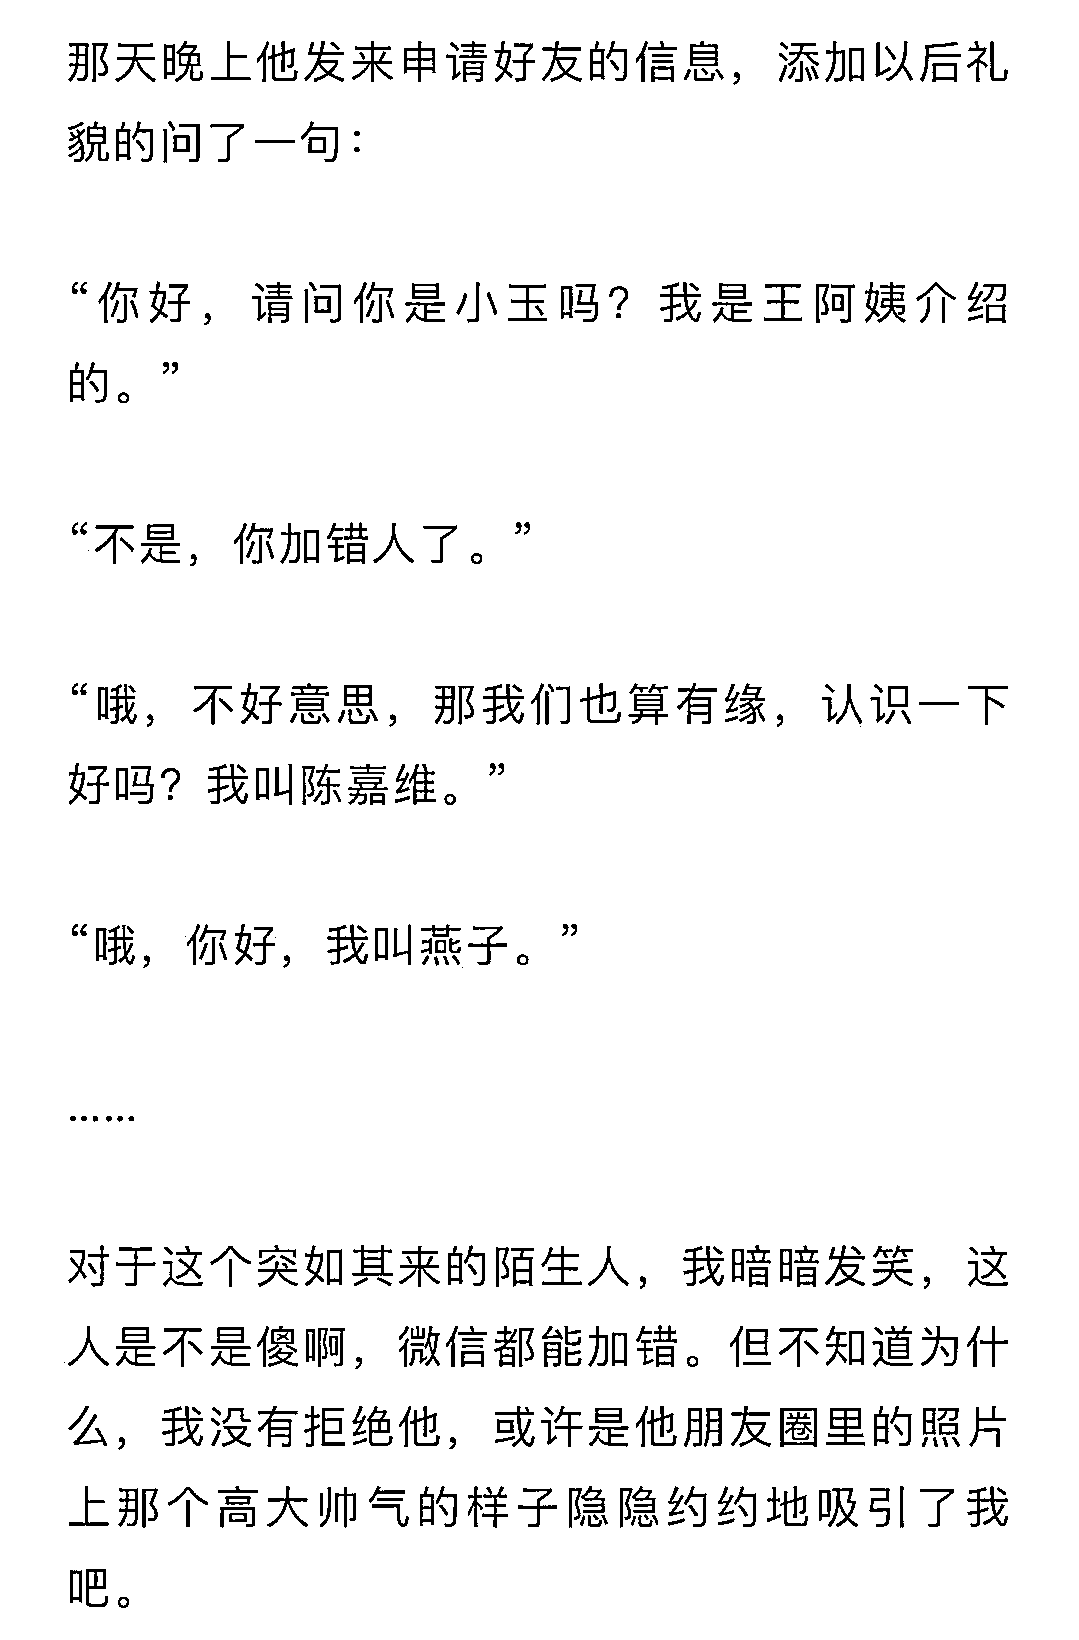 那天晚上他发来申请好友的信息，添加以后礼
貌的问了一句：
“你好，请问你是小玉吗？我是王阿姨介绍
的。”
“不是，你加错人了。”
“哦，不好意思，那我们也算有缘，认识一下
好吗？我叫陈嘉维。”
“哦，你好，我叫燕子。”
……
对于这个突如其来的陌生人，我暗暗发笑，这
人是不是傻啊，微信都能加错。但不知道为什
么，我没有拒绝他，或许是他朋友圈里的照片
上那个高大帅气的样子隐隐约约地吸引了我
吧。